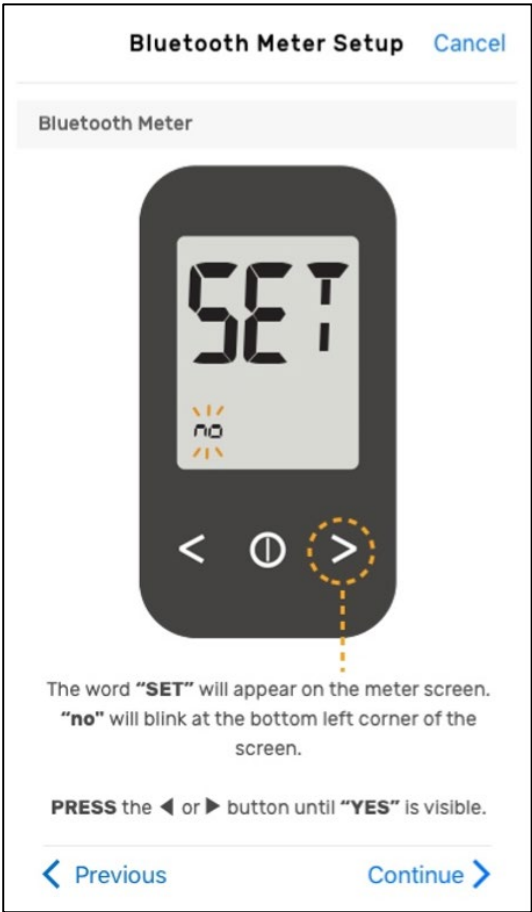 Bluetooth Meter Setup Cancel
Bluetooth Meter
SET
no
< >
The word “SET” will appear on the meter screen.
“no" will blink at the bottom left corner of the
screen.
PRESS the ◀ or ▶ button until “YES” is visible.
Previous Continue